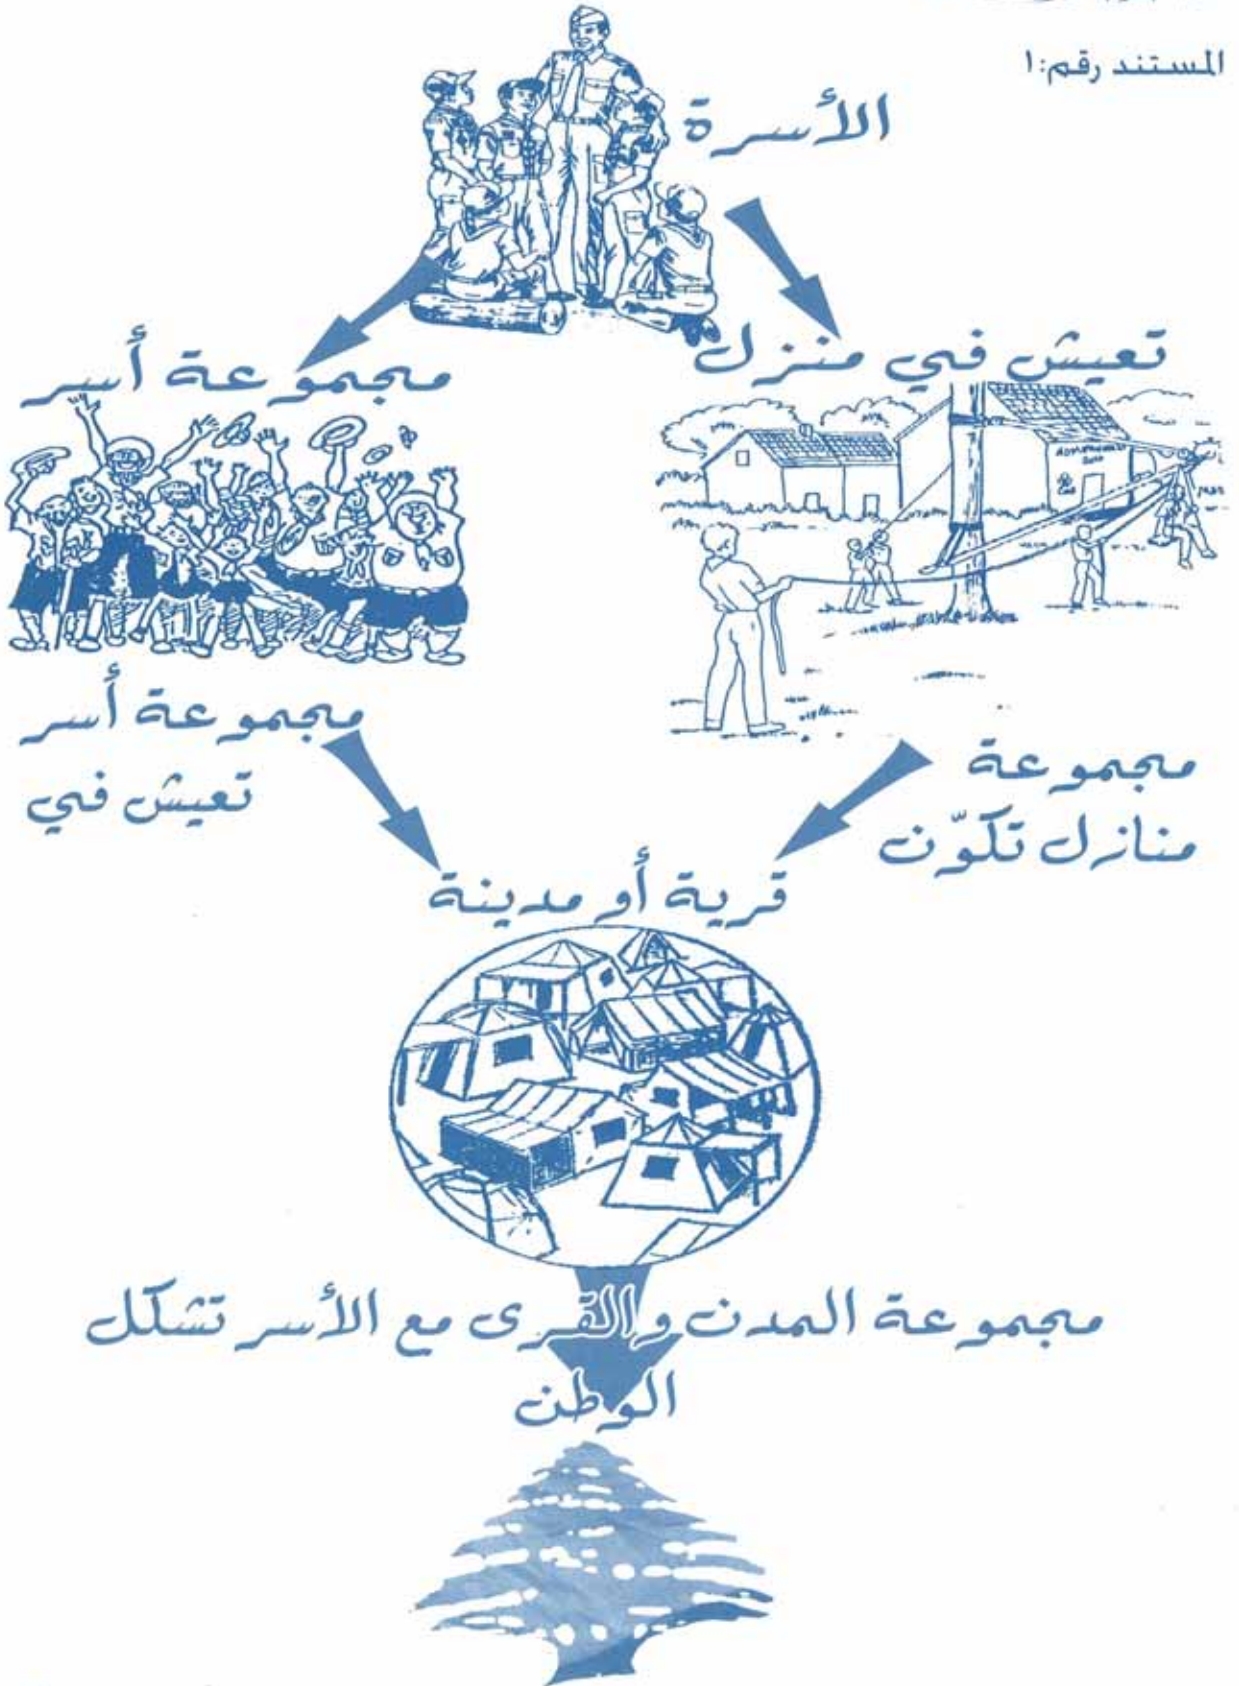 المستند رقم:١
الأسرة
تعيش في منزل
مجموعة أسر
مجموعة أسر
تعيش في
مجموعة
منازل تكوّن
قرية أو مدينة
مجموعة المدن والقرى مع الأسر تشكل
الوطن